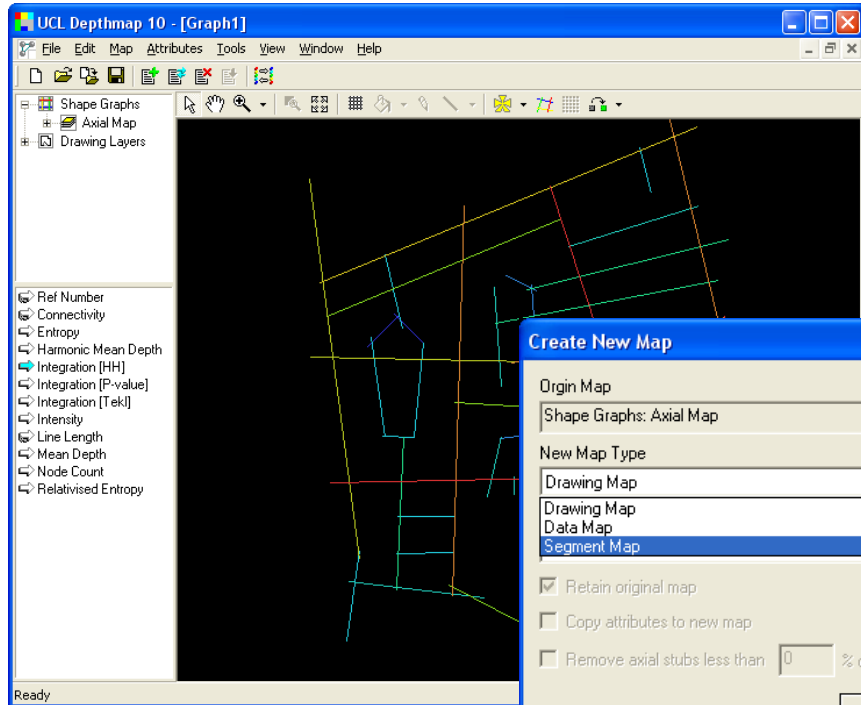 UCL Depthmap 10 - [Graph1]
File Edit Map Attributes Tools View Window Help
Shape Graphs
Axial Map
Drawing Layers
Ref Number
Connectivity
Entropy
Harmonic Mean Depth
Integration [HH]
Integration [P-value]
Integration [Tekl]
Intensity
Line Length
Mean Depth
Node Count
Relativised Entropy
Create New Map
Orgin Map
Shape Graphs: Axial Map
New Map Type
Drawing Map
Drawing Map
Data Map
Segment Map
Retain original map
Copy attributes to new map
Remove axial stubs less than 0 %
Ready